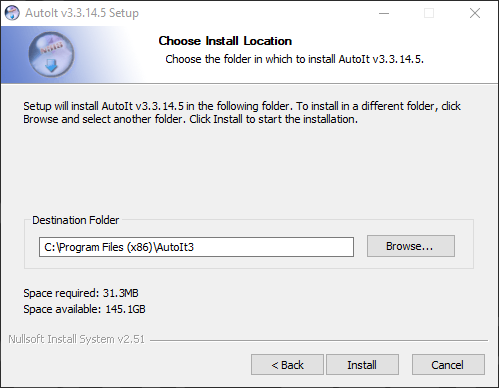 AutoIt v3.3.14.5 Setup
Choose Install Location
Choose the folder in which to install AutoIt v3.3.14.5.
Setup will install AutoIt v3.3.14.5 in the following folder. To install in a different folder, click
Browse and select another folder. Click Install to start the installation.
Destination Folder
C:\Program Files (x86)\AutoIt3
Browse...
Space required: 31.3MB
Space available: 145.1GB
Nullsoft Install System v2.51
< Back
Install
Cancel